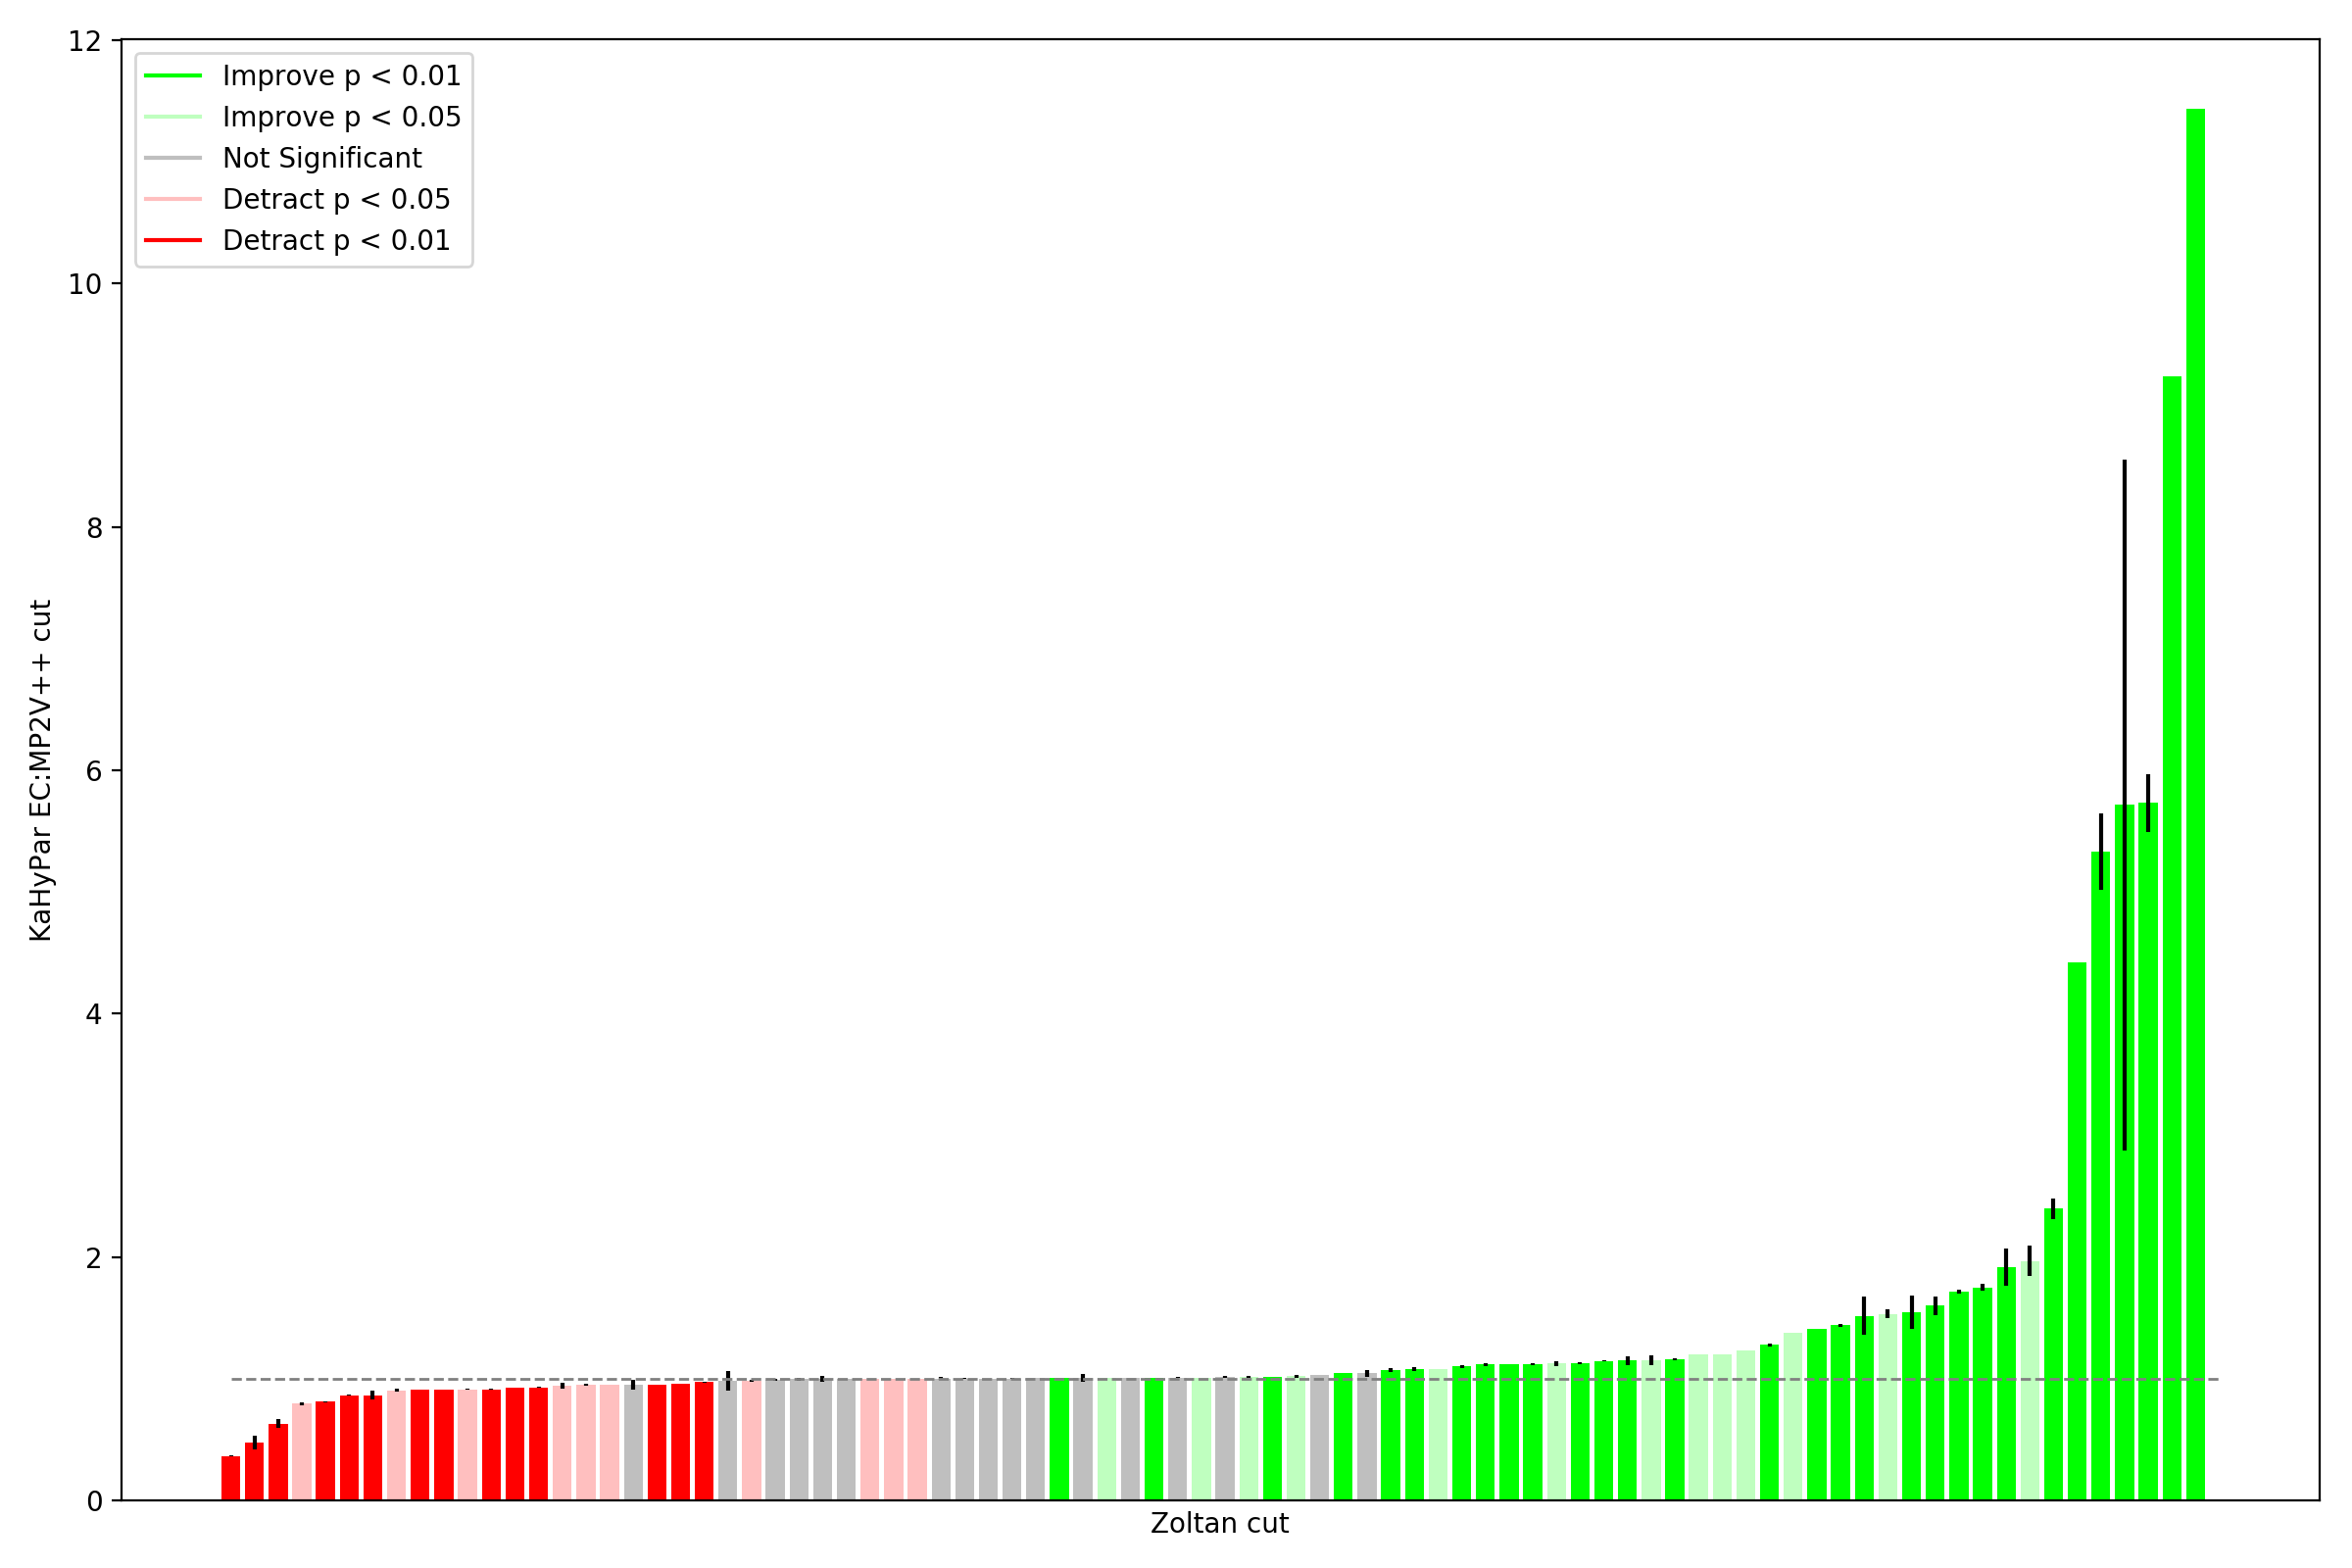 Improve p < 0.01
Improve p < 0.05
Not Significant
Detract p < 0.05
Detract p < 0.01
12
10
8
6
4
2
0
KaHyPar EC:MP2V++ cut
Zoltan cut